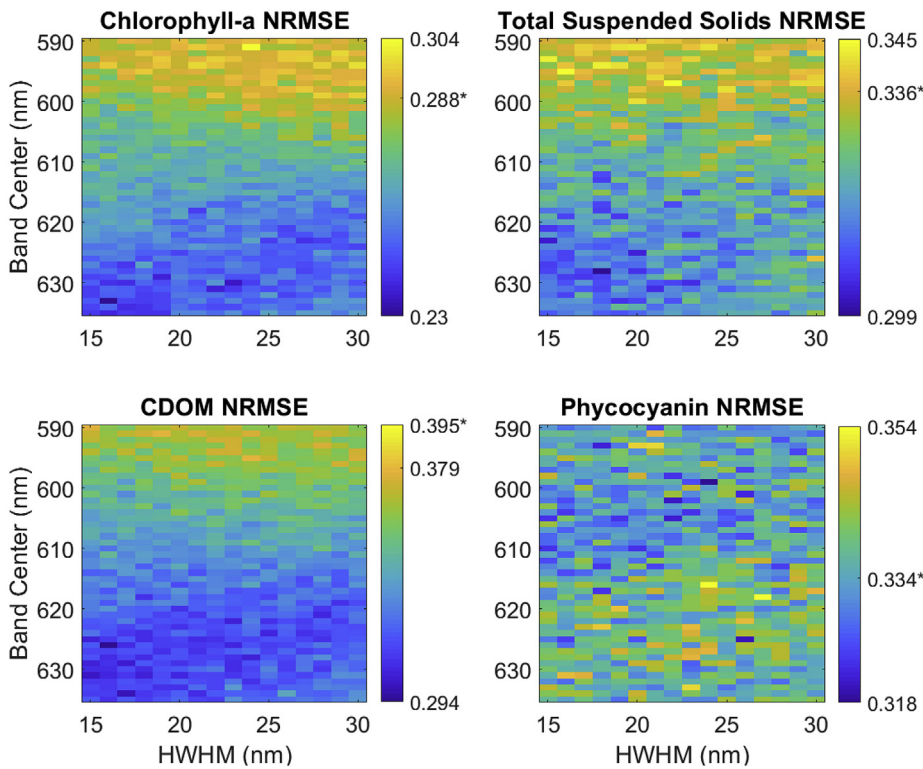 Chlorophyll-a NRMSE
Band Center (nm)
590
600
610
620
630
15 20 25 30
0.304
0.288*
0.23
Total Suspended Solids NRMSE
590
600
610
620
630
15 20 25 30
0.345
0.336*
0.299
CDOM NRMSE
Band Center (nm)
590
600
610
620
630
15 20 25 30
HWHM (nm)
0.395*
0.379
0.294
Phycocyanin NRMSE
590
600
610
620
630
15 20 25 30
HWHM (nm)
0.354
0.334*
0.318